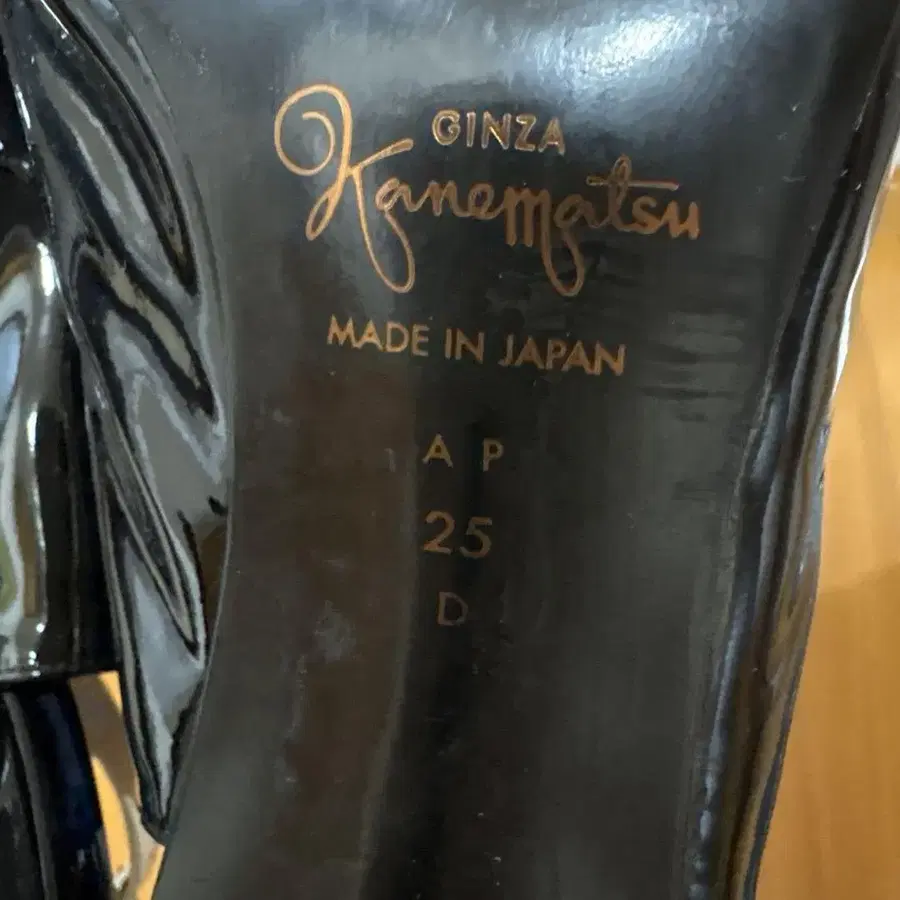 GINZA
Kanematsu
MADE IN JAPAN
A P
25
D